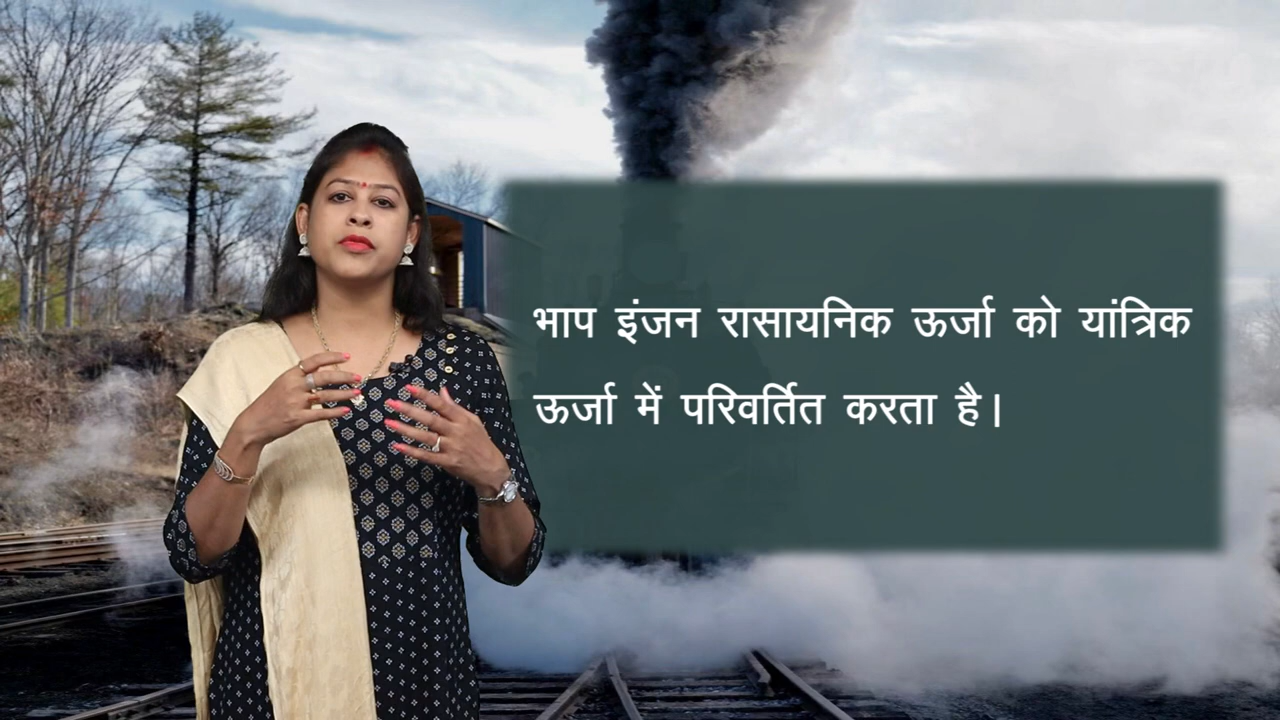 भाप इंजन रासायनिक ऊर्जा को यांत्रिक
ऊर्जा में परिवर्तित करता है।